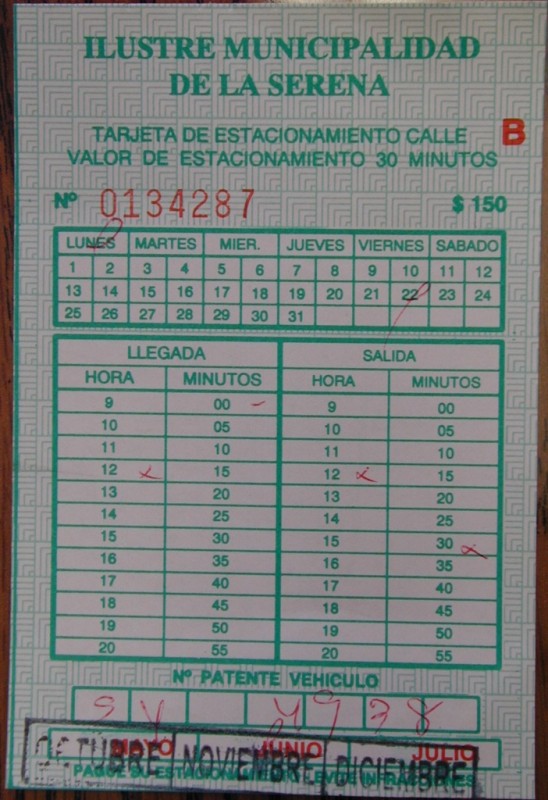 ILUSTRE MUNICIPALIDAD
DE LA SERENA
TARJETA DE ESTACIONAMIENTO CALLE B
VALOR DE ESTACIONAMIENTO 30 MINUTOS
Nº 0134287 $ 150
LUNES MARTES MIER. JUEVES VIERNES SABADO
1 2 3 4 5 6 7 8 9 10 11 12
13 14 15 16 17 18 19 20 21 22 23 24
25 26 27 28 29 30 31
LLEGADA SALIDA
HORA MINUTOS HORA MINUTOS
9 00 9 00
10 05 10 05
11 10 11 10
12 15 12 15
13 20 13 20
14 25 14 25
15 30 15 30
16 35 16 35
17 40 17 40
18 45 18 45
19 50 19 50
20 55 20 55
Nº PATENTE VEHICULO
MAYO JUNIO JULIO
OCTUBRE NOVIEMBRE DICIEMBRE
PAGUE SU ESTACIONAMIENTO EVITE INFRACCIONES